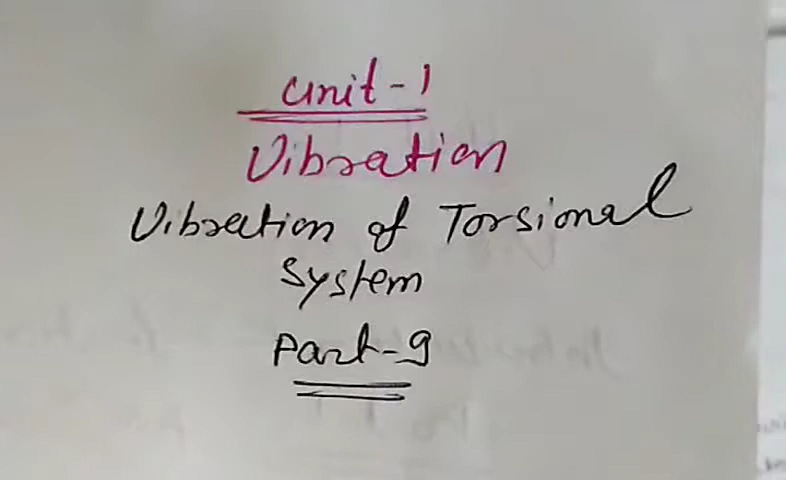 Unit-1
Vibration
Vibration of Torsional
System
Part-9